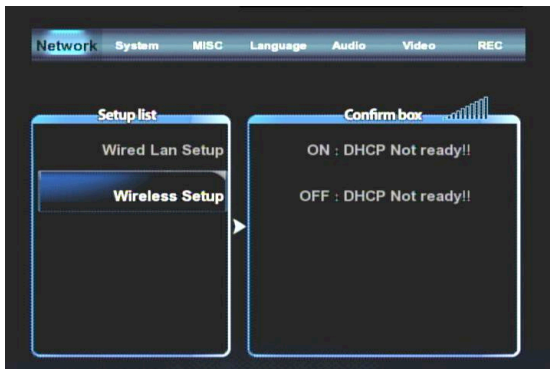 Network System MISC Language Audio Video REC
Setup list
Confirm box
Wired Lan Setup
ON : DHCP Not ready!!
Wireless Setup
OFF : DHCP Not ready!!